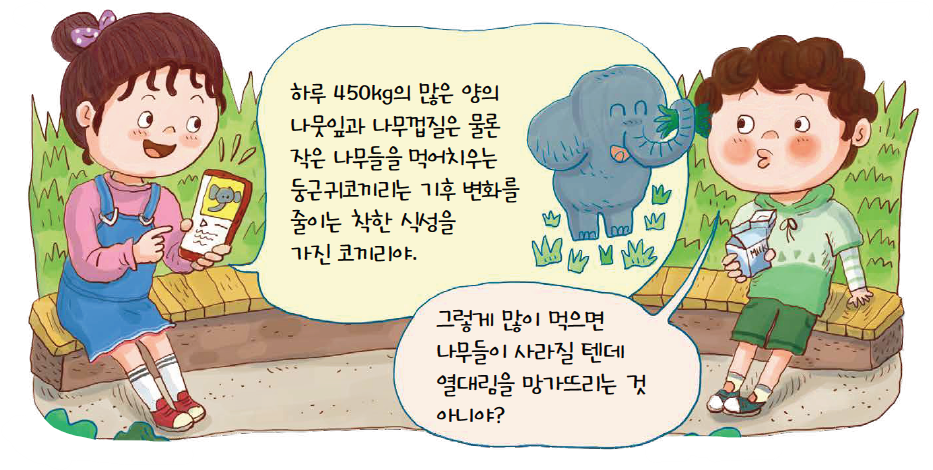 하루 450kg의 많은 양의
나뭇잎과 나무껍질은 물론
작은 나무들을 먹어치우는
둥근귀코끼리는 기후 변화를
줄이는 착한 식성을
가진 코끼리야.
그렇게 많이 먹으면
나무들이 사라질 텐데
열대림을 망가뜨리는 것
아니야?
MILK